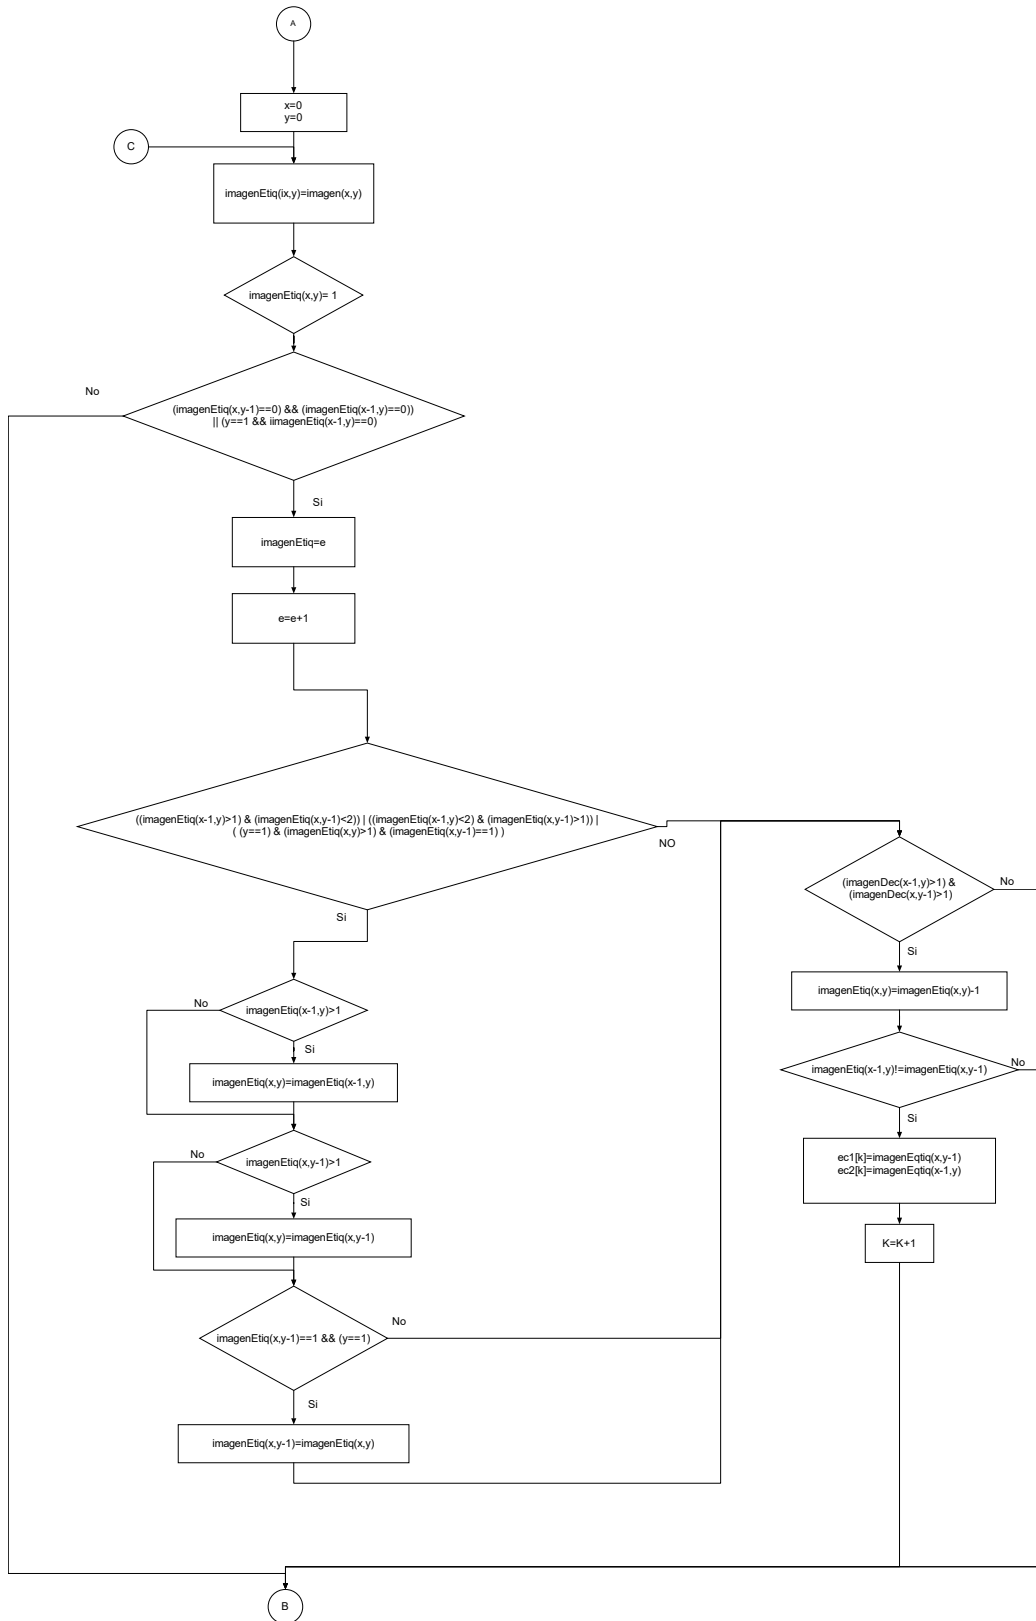 A
x=0
y=0
C
imagenEtiq(ix,y)=imagen(x,y)
imagenEtiq(x,y)= 1
No
(imagenEtiq(x,y-1)==0) && (imagenEtiq(x-1,y)==0))
|| (y==1 && iimagenEtiq(x-1,y)==0)
Si
imagenEtiq=e
e=e+1
((imagenEtiq(x-1,y)>1) & (imagenEtiq(x,y-1)<2)) | ((imagenEtiq(x-1,y)<2) & (imagenEtiq(x,y-1)>1)) |
( (y==1) & (imagenEtiq(x,y)>1) & (imagenEtiq(x,y-1)==1) )
NO
Si
(imagenDec(x-1,y)>1) &
(imagenDec(x,y-1)>1)
No
Si
imagenEtiq(x,y)=imagenEtiq(x,y)-1
imagenEtiq(x-1,y)!=imagenEtiq(x,y-1)
No
Si
ec1[k]=imagenEqtiq(x,y-1)
ec2[k]=imagenEqtiq(x-1,y)
K=K+1
No
imagenEtiq(x-1,y)>1
Si
imagenEtiq(x,y)=imagenEtiq(x-1,y)
No
imagenEtiq(x,y-1)>1
Si
imagenEtiq(x,y)=imagenEtiq(x,y-1)
imagenEtiq(x,y-1)==1 && (y==1)
No
Si
imagenEtiq(x,y-1)=imagenEtiq(x,y)
B